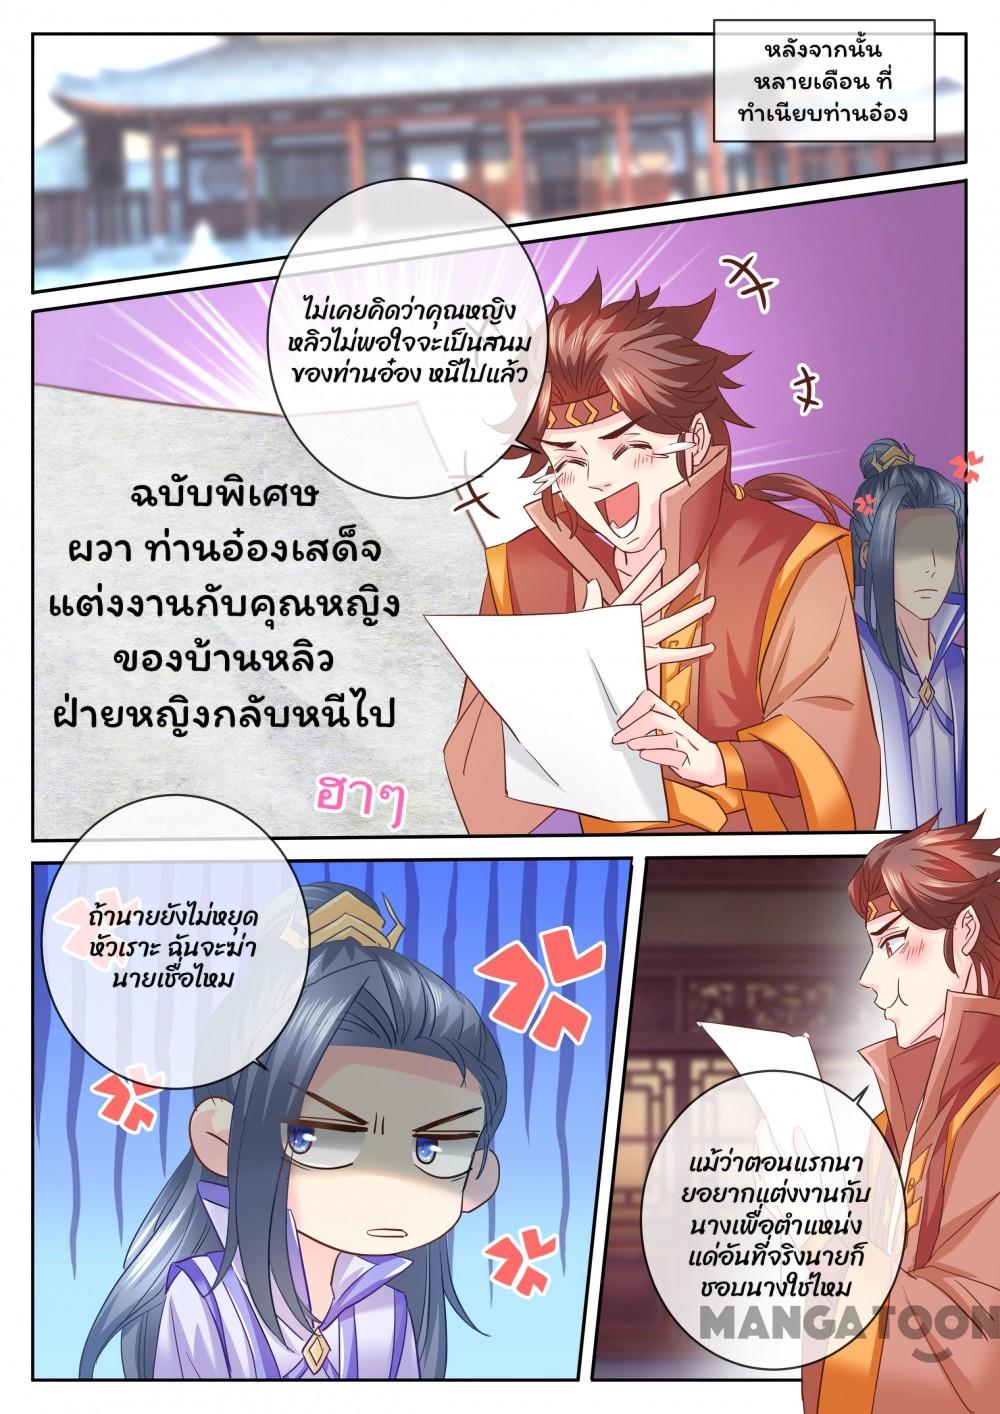 หลังจากนั้น
หลายเดือน ที่
ทำเนียบท่านอ๋อง
ไม่เคยคิดว่าคุณหญิง
หลิวไม่พอใจจะเป็นสนม
ของท่านอ๋อง หนีไปแล้ว
ฉบับพิเศษ
ผวา ท่านอ๋องเสด็จ
แต่งงานกับคุณหญิง
ของบ้านหลิว
ฝ่ายหญิงกลับหนีไป
ฮาๆ
ถ้านายยังไม่หยุด
หัวเราะ ฉันจะฆ่า
นายเชื่อไหม
แม้ว่าตอนแรกนา
ยอยากแต่งงานกับ
นางเพื่อตำแหน่ง
แด่อันที่จริงนายก็
ชอบนางใช่ไหม
MANGATOON